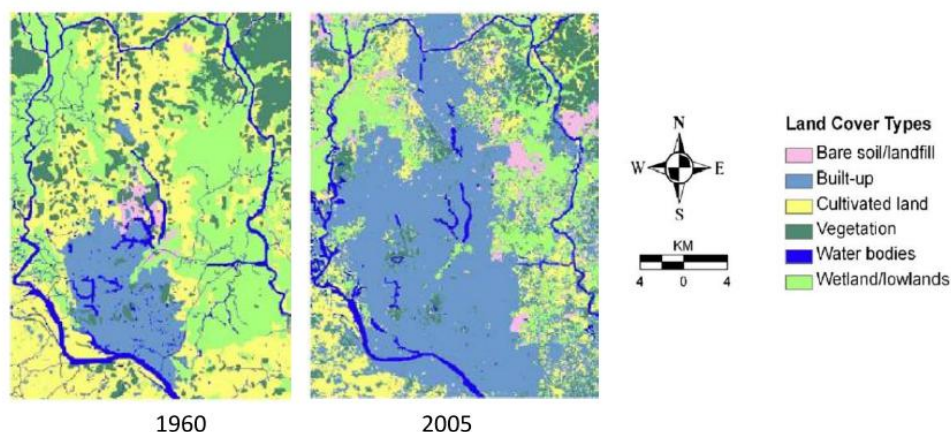 N
W E
S
KM
4 0 4
Land Cover Types
Bare soil/landfill
Built-up
Cultivated land
Vegetation
Water bodies
Wetland/lowlands
1960 2005